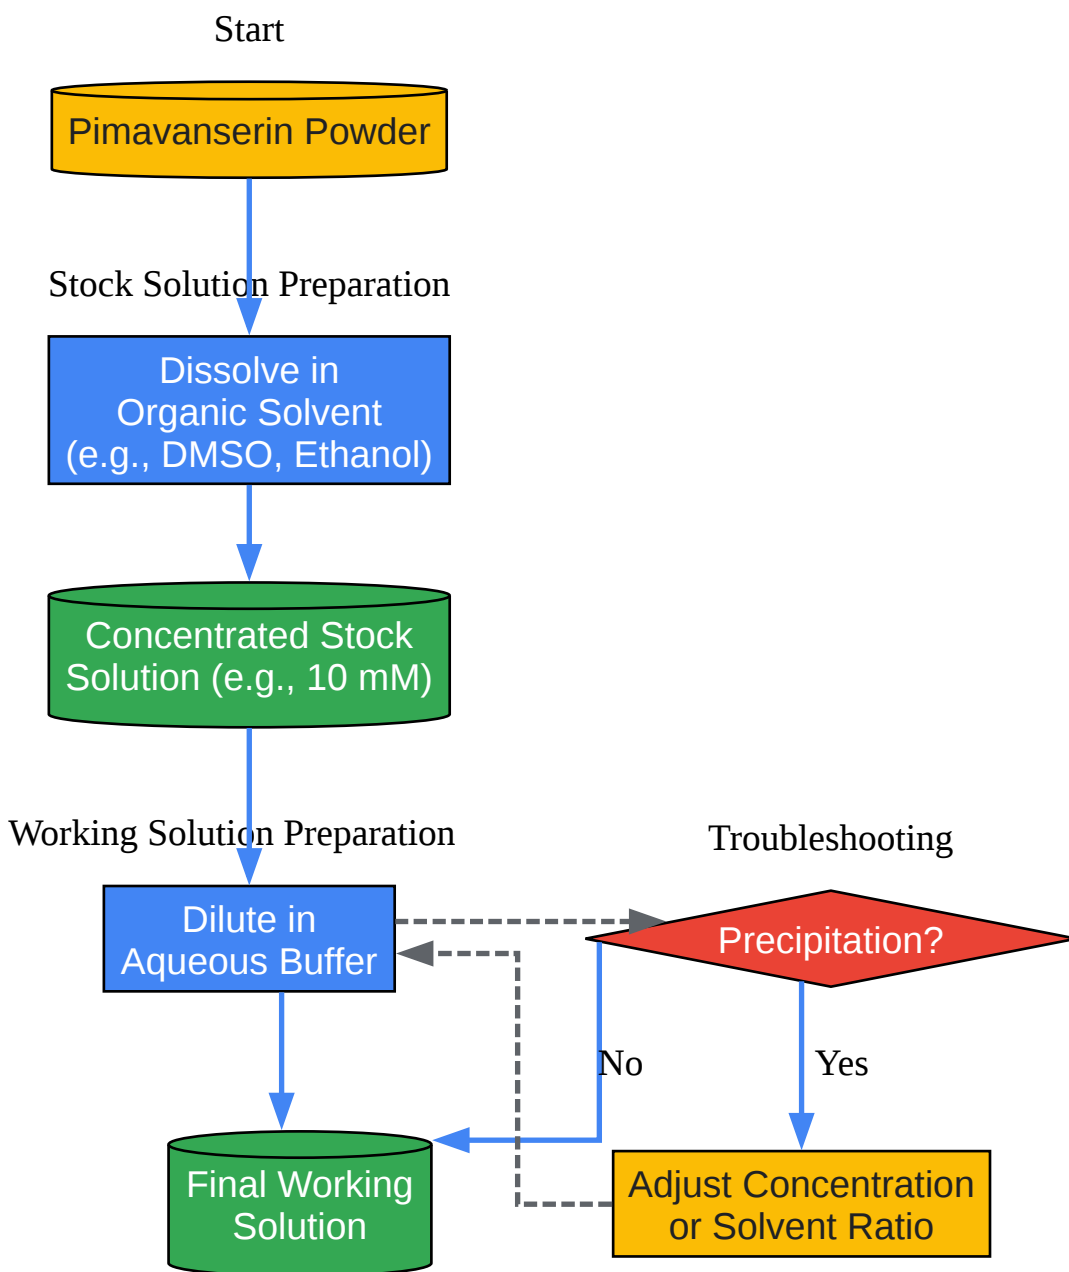 Start
Pimavanserin Powder
Stock Solution Preparation
Dissolve in
Organic Solvent
(e.g., DMSO, Ethanol)
Concentrated Stock
Solution (e.g., 10 mM)
Working Solution Preparation
Troubleshooting
Dilute in
Aqueous Buffer
Precipitation?
No
Yes
Final Working
Solution
Adjust Concentration
or Solvent Ratio